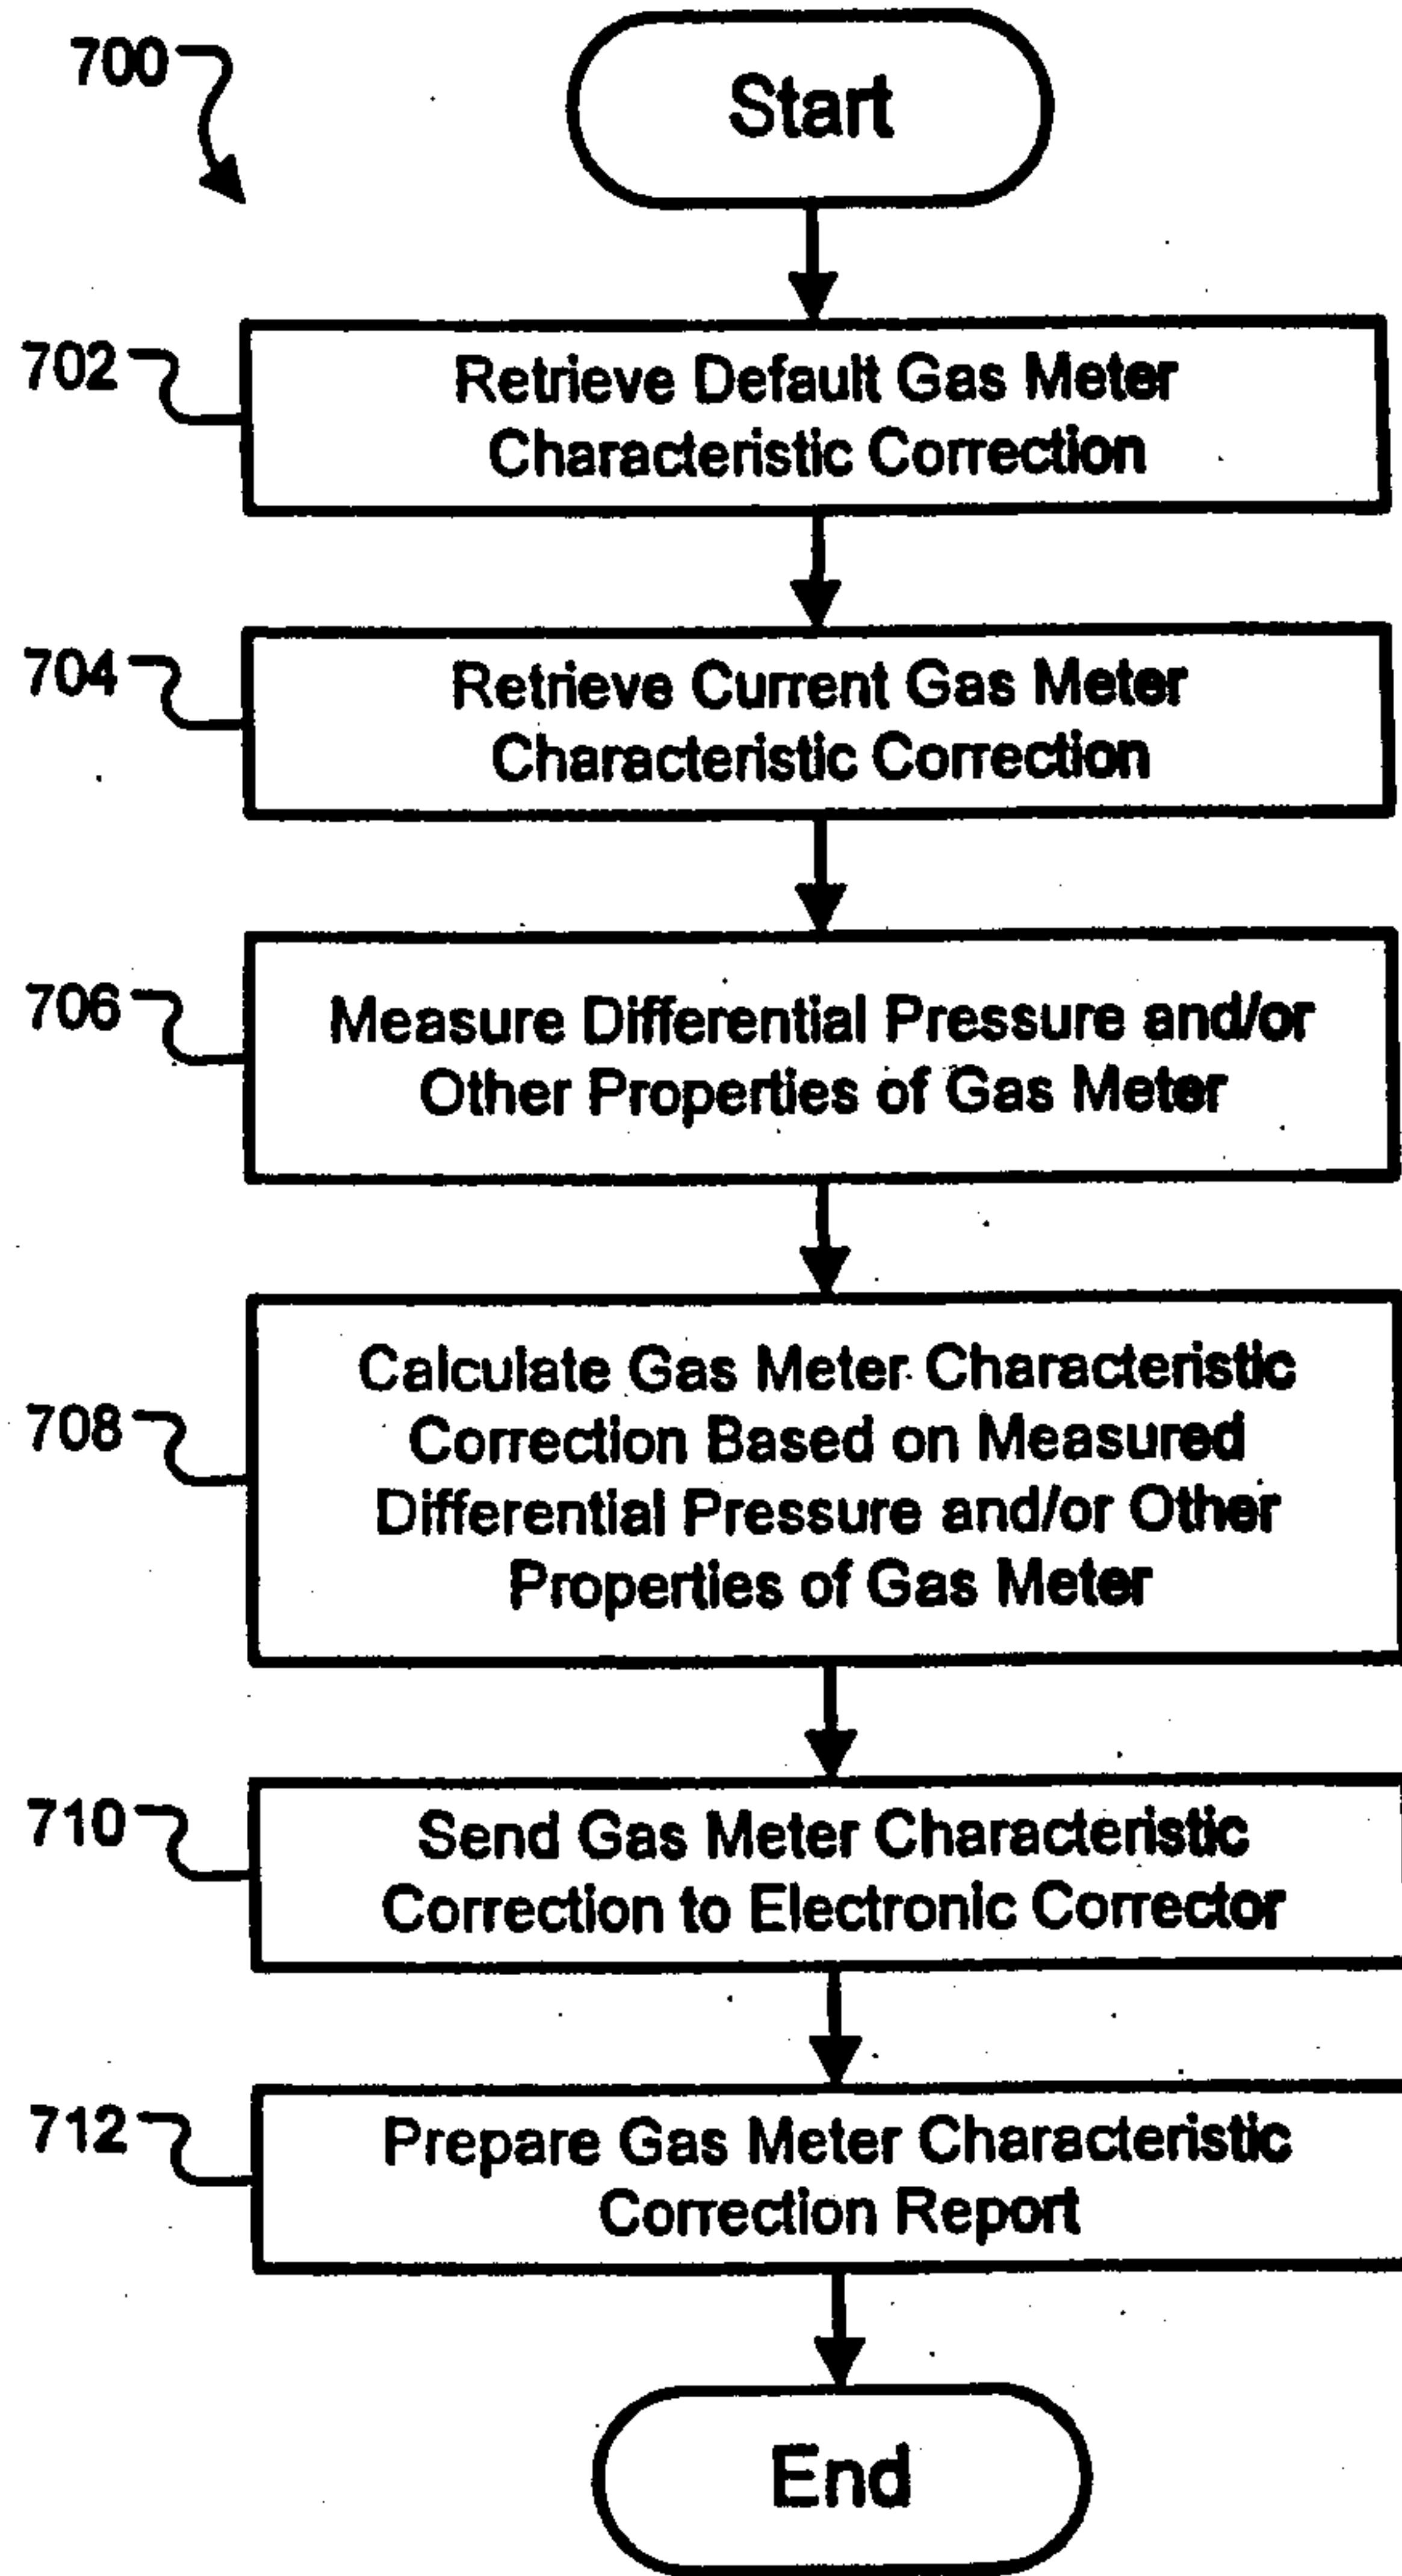 700
Start
702
Retrieve Default Gas Meter
Characteristic Correction
704
Retrieve Current Gas Meter
Characteristic Correction
706
Measure Differential Pressure and/or
Other Properties of Gas Meter
708
Calculate Gas Meter Characteristic
Correction Based on Measured
Differential Pressure and/or Other
Properties of Gas Meter
710
Send Gas Meter Characteristic
Correction to Electronic Corrector
712
Prepare Gas Meter Characteristic
Correction Report
End